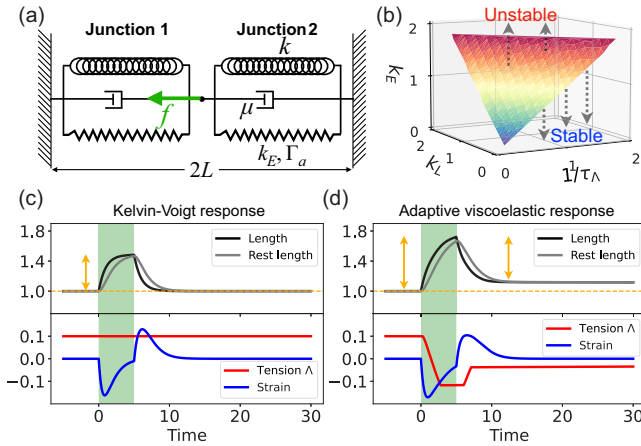 (a)
Junction 1
Junction 2
k
f
μ
k_E, Γ_a
2L
(b)
Unstable
Stable
k_E
2
1
0
k_L
2
1
0
0
1
2
1/τ_Λ
(c)
Kelvin-Voigt response
1.8
1.4
1.0
Length
Rest length
0.1
0.0
−0.1
Tension Λ
Strain
0
10
20
30
Time
(d)
Adaptive viscoelastic response
1.8
1.4
1.0
Length
Rest length
0.1
0.0
−0.1
Tension Λ
Strain
0
10
20
30
Time